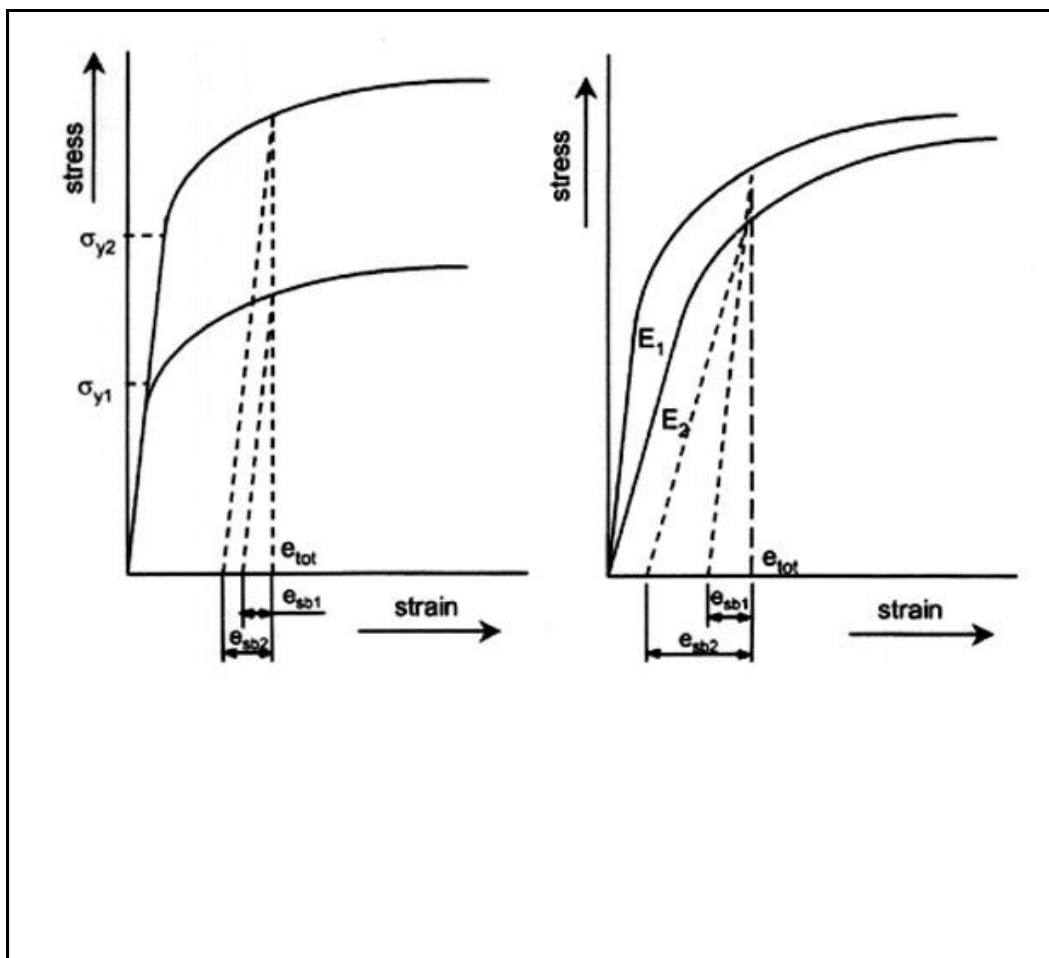 stress
σy2
σy1
etot
esb1
strain
esb2
stress
E1
E2
etot
esb1
strain
esb2